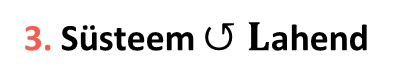 3. Süsteem ↺ Lahend